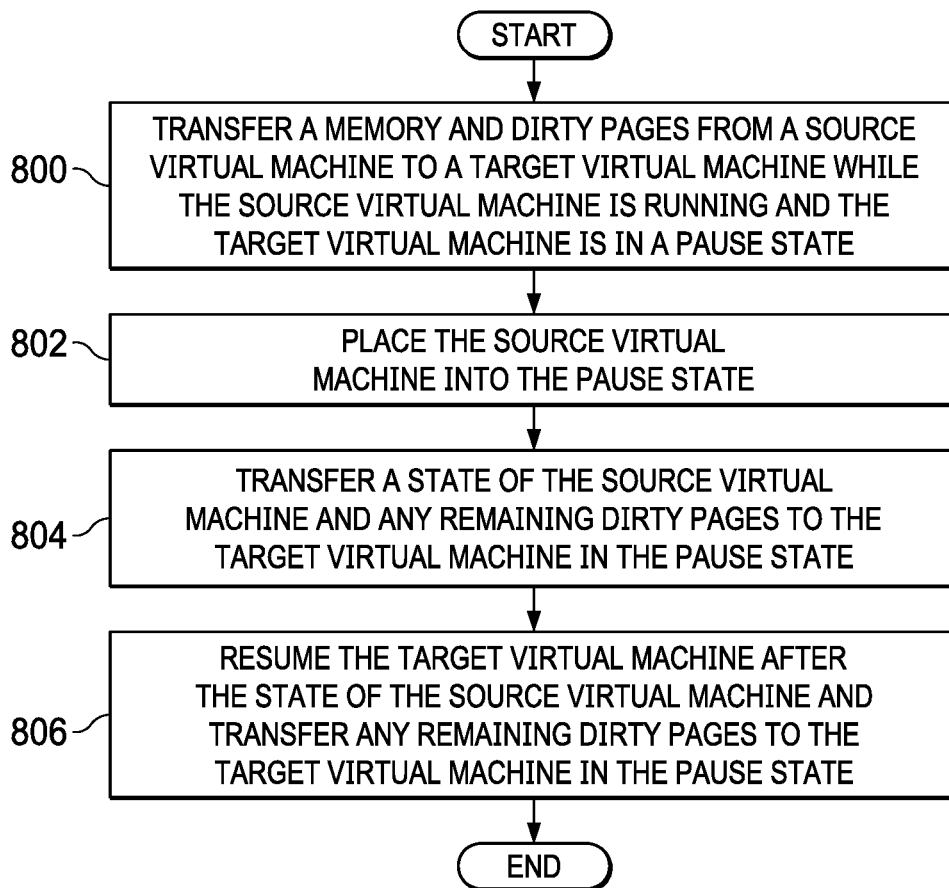 START
800
TRANSFER A MEMORY AND DIRTY PAGES FROM A SOURCE
VIRTUAL MACHINE TO A TARGET VIRTUAL MACHINE WHILE
THE SOURCE VIRTUAL MACHINE IS RUNNING AND THE
TARGET VIRTUAL MACHINE IS IN A PAUSE STATE
802
PLACE THE SOURCE VIRTUAL
MACHINE INTO THE PAUSE STATE
804
TRANSFER A STATE OF THE SOURCE VIRTUAL
MACHINE AND ANY REMAINING DIRTY PAGES TO THE
TARGET VIRTUAL MACHINE IN THE PAUSE STATE
806
RESUME THE TARGET VIRTUAL MACHINE AFTER
THE STATE OF THE SOURCE VIRTUAL MACHINE AND
TRANSFER ANY REMAINING DIRTY PAGES TO THE
TARGET VIRTUAL MACHINE IN THE PAUSE STATE
END